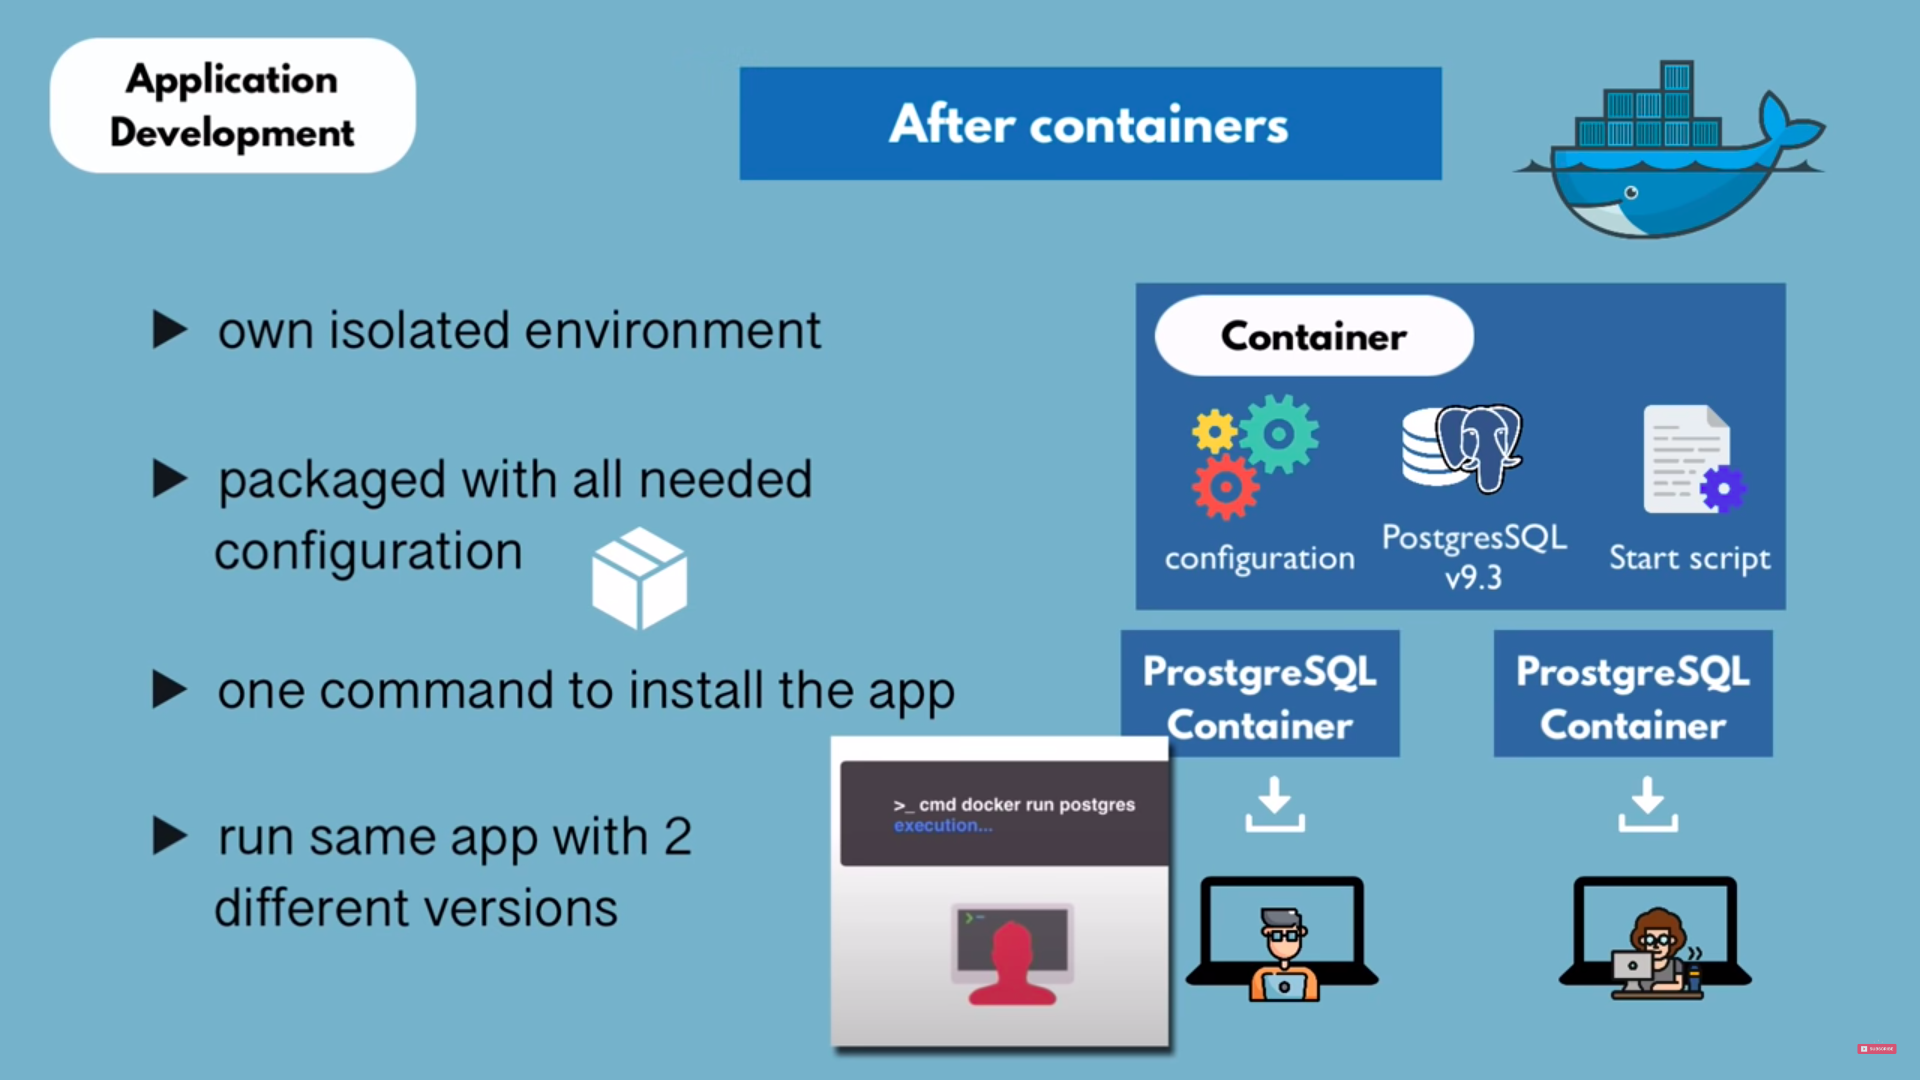 Application
Development
After containers
own isolated environment
packaged with all needed
configuration
one command to install the app
run same app with 2
different versions
Container
configuration
PostgresSQL
v9.3
Start script
ProstgreSQL
Container
ProstgreSQL
Container
>_ cmd docker run postgres
execution...
SUBSCRIBE